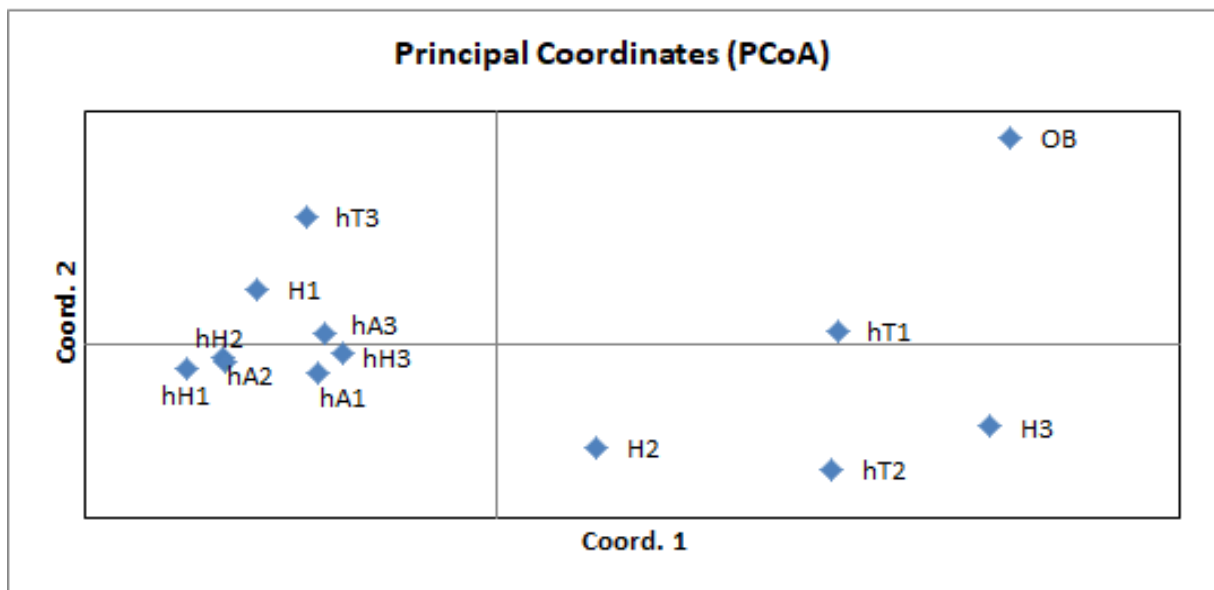 Principal Coordinates (PCoA)
OB
hT3
H1
hA3
hT1
hH2
hH3
hA2
hH1
hA1
H3
H2
hT2
Coord. 2
Coord. 1